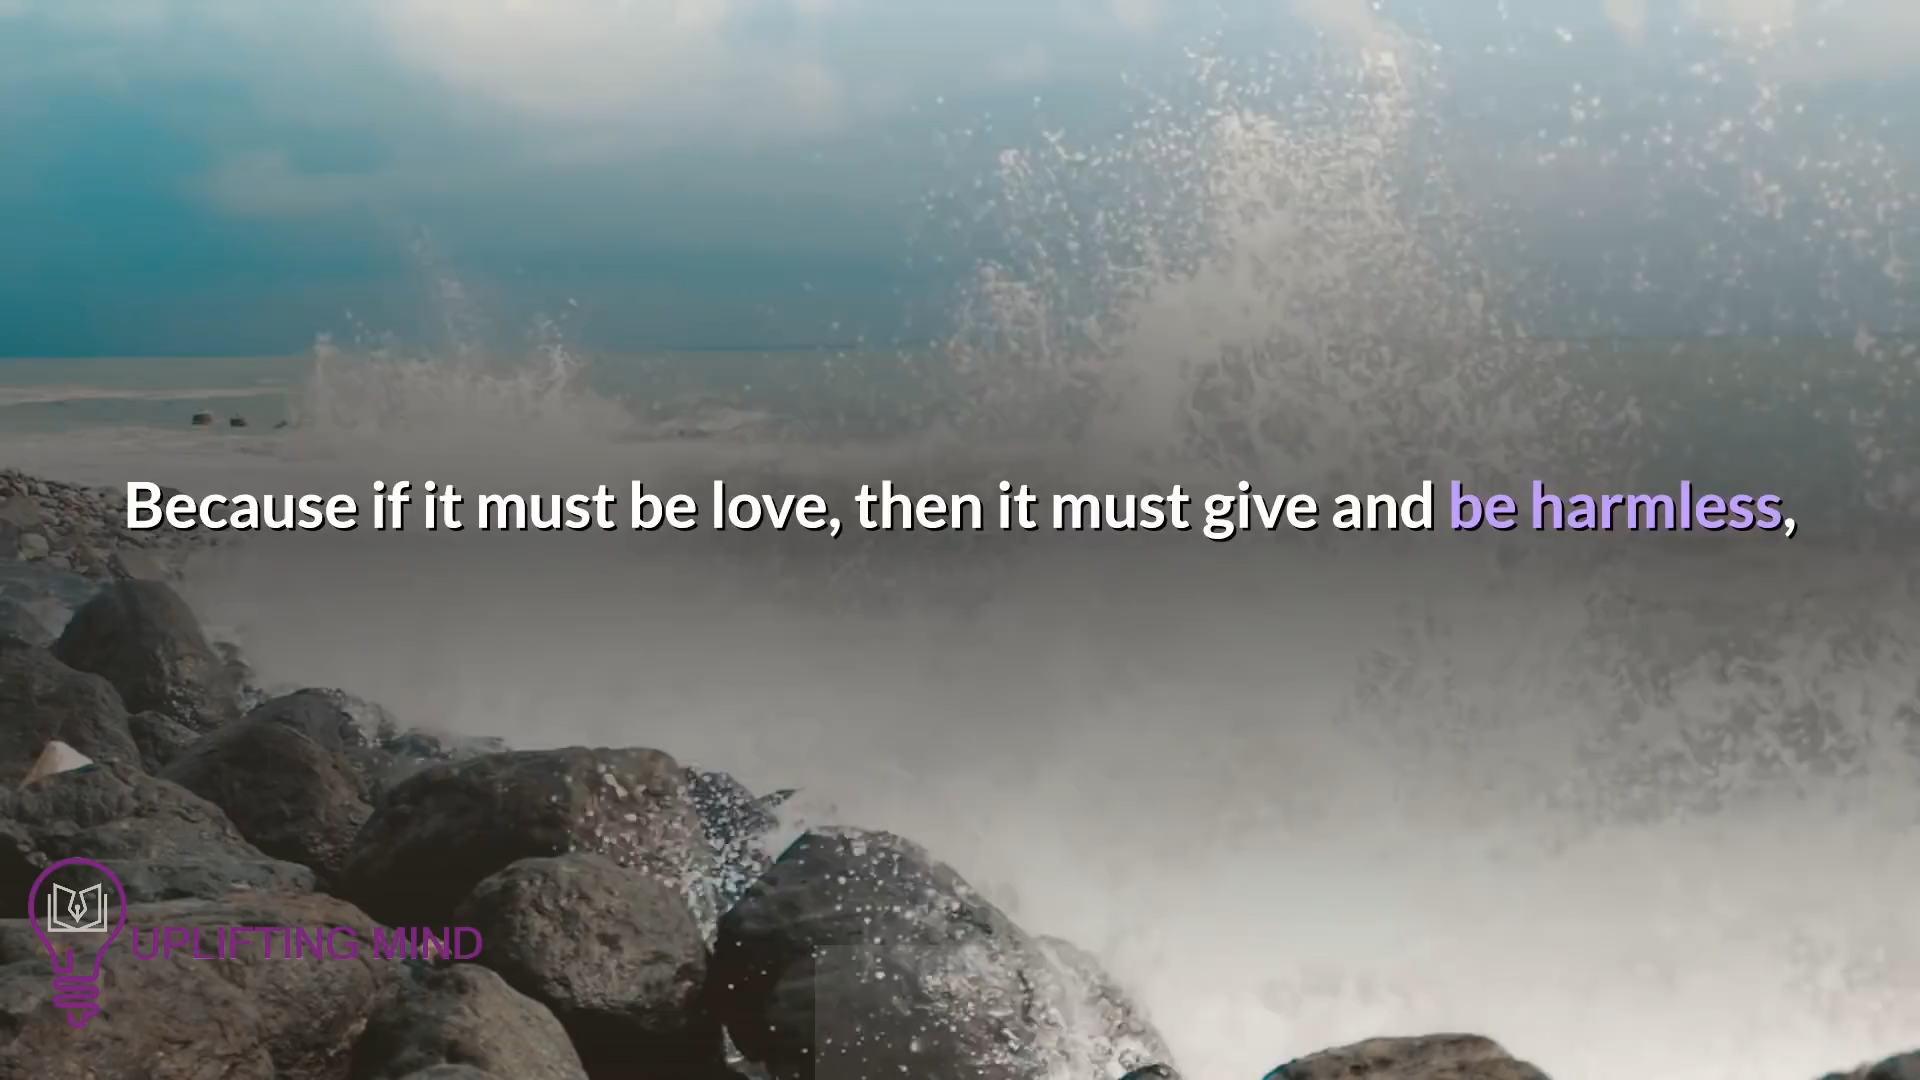 Because if it must be love, then it must give and be harmless,
UPLIFTING MIND